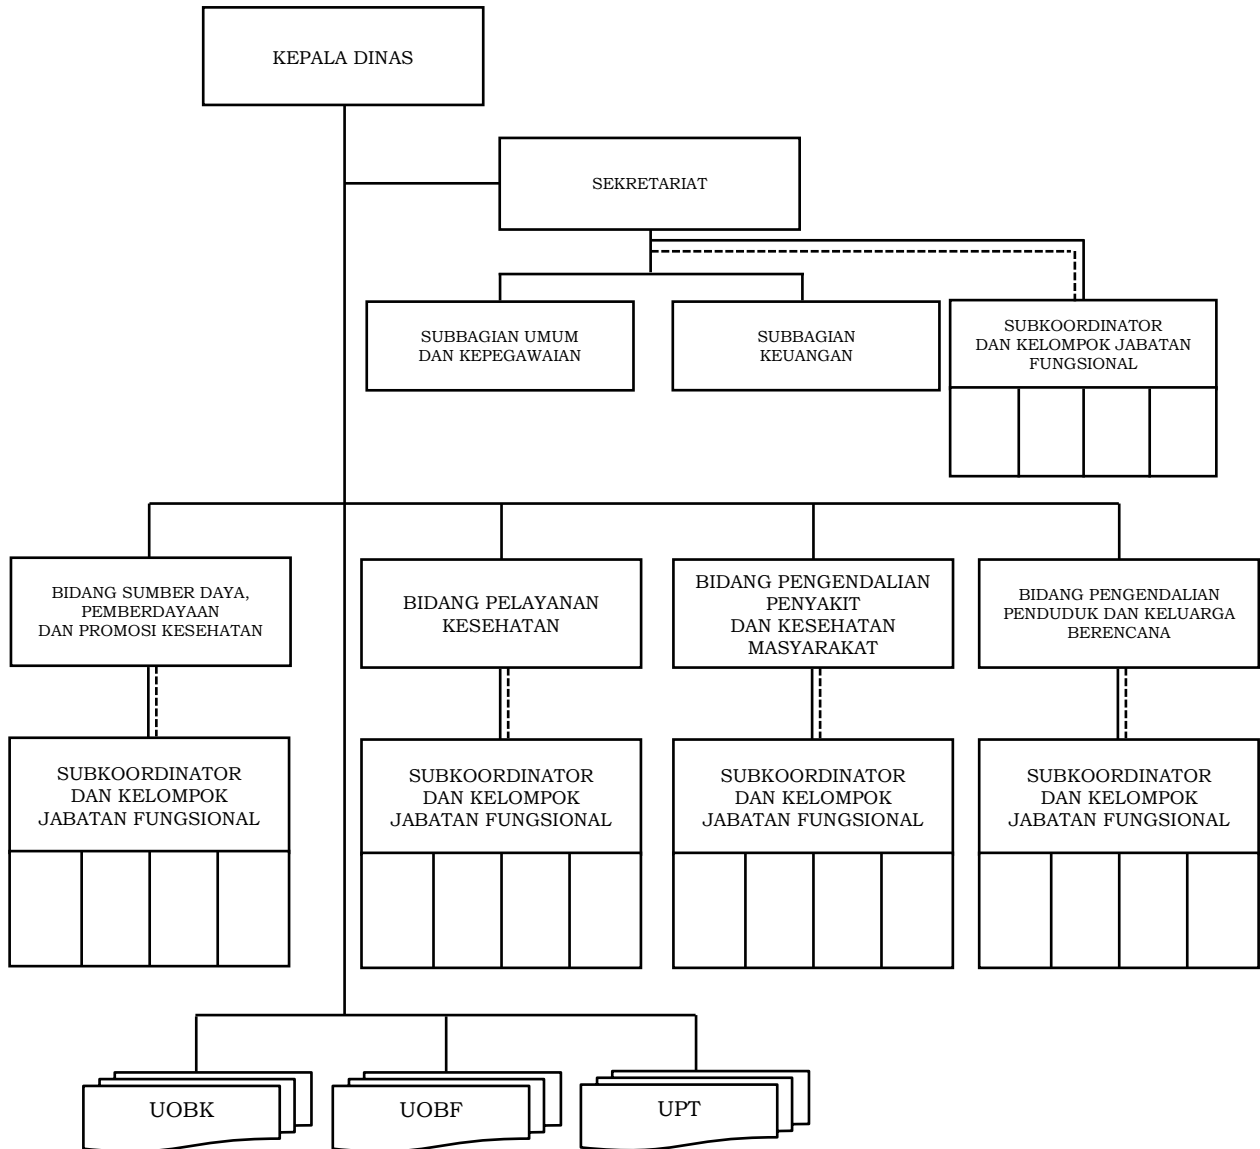 KEPALA DINAS
SEKRETARIAT
SUBBAGIAN UMUM
DAN KEPEGAWAIAN
SUBBAGIAN
KEUANGAN
SUBKOORDINATOR
DAN KELOMPOK JABATAN
FUNGSIONAL
BIDANG SUMBER DAYA,
PEMBERDAYAAN
DAN PROMOSI KESEHATAN
BIDANG PELAYANAN
KESEHATAN
BIDANG PENGENDALIAN
PENYAKIT
DAN KESEHATAN
MASYARAKAT
BIDANG PENGENDALIAN
PENDUDUK DAN KELUARGA
BERENCANA
SUBKOORDINATOR
DAN KELOMPOK
JABATAN FUNGSIONAL
SUBKOORDINATOR
DAN KELOMPOK
JABATAN FUNGSIONAL
SUBKOORDINATOR
DAN KELOMPOK
JABATAN FUNGSIONAL
SUBKOORDINATOR
DAN KELOMPOK
JABATAN FUNGSIONAL
UOBK
UOBF
UPT